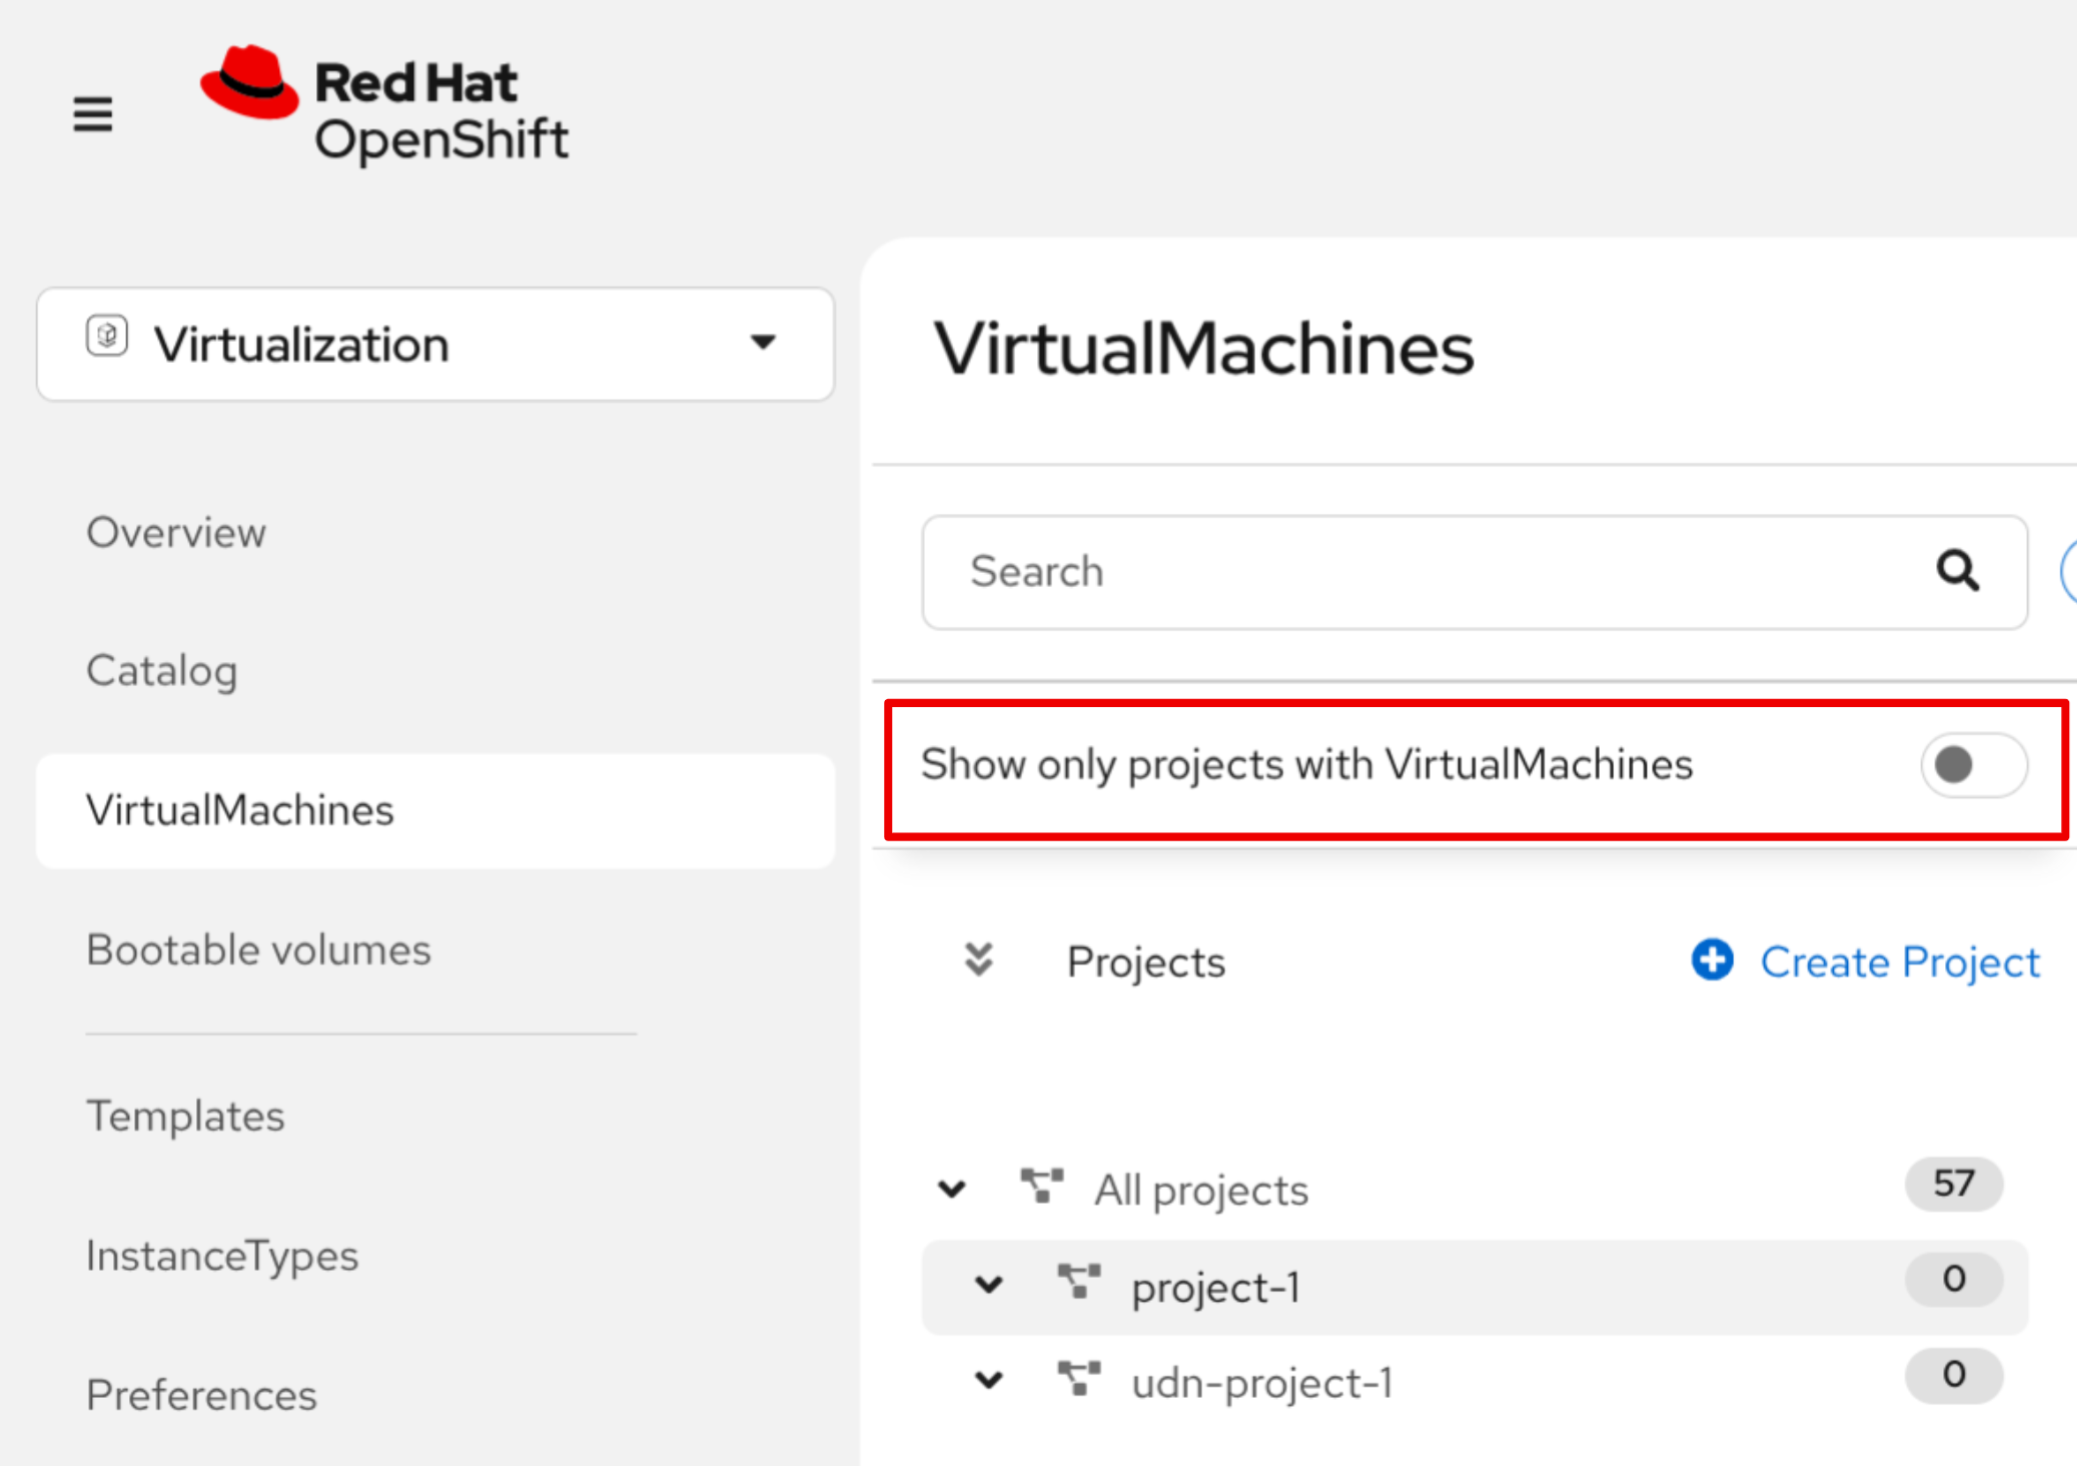 Red Hat
OpenShift
Virtualization
Overview
Catalog
VirtualMachines
Bootable volumes
Templates
InstanceTypes
Preferences
VirtualMachines
Search
Show only projects with VirtualMachines
Projects
Create Project
All projects 57
project-1 0
udn-project-1 0